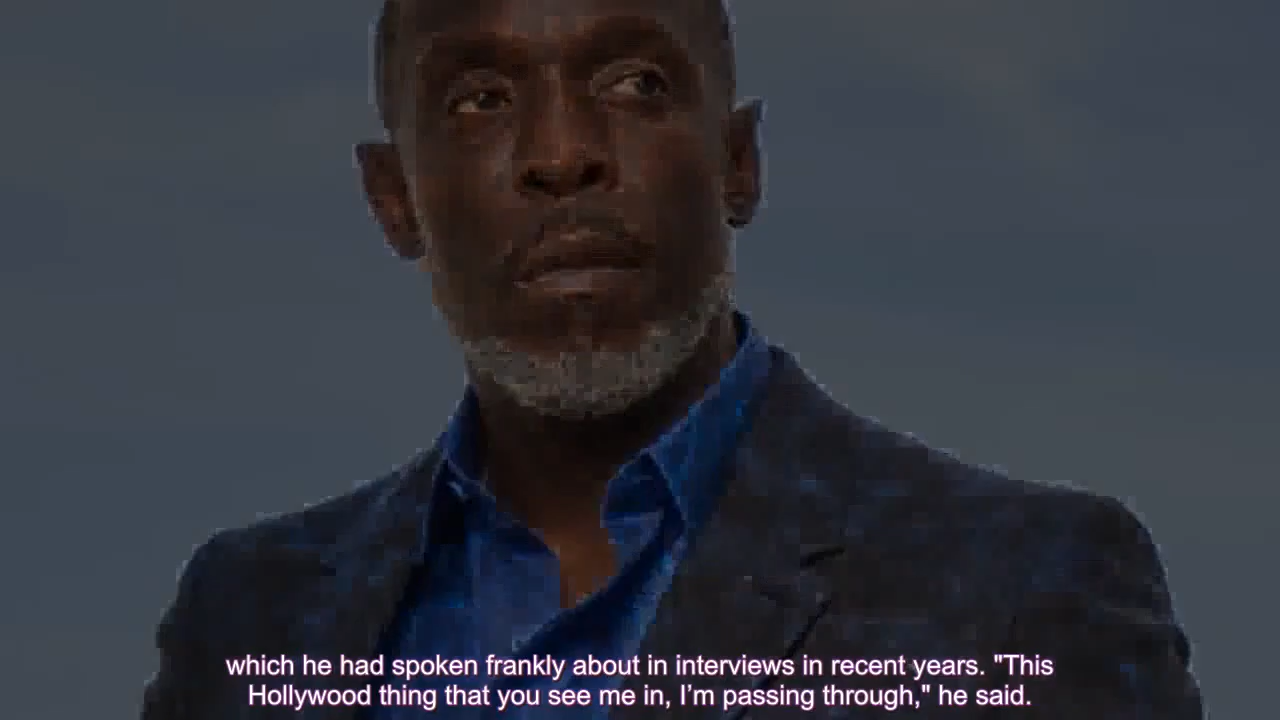 which he had spoken frankly about in interviews in recent years. "This
Hollywood thing that you see me in, I'm passing through," he said.